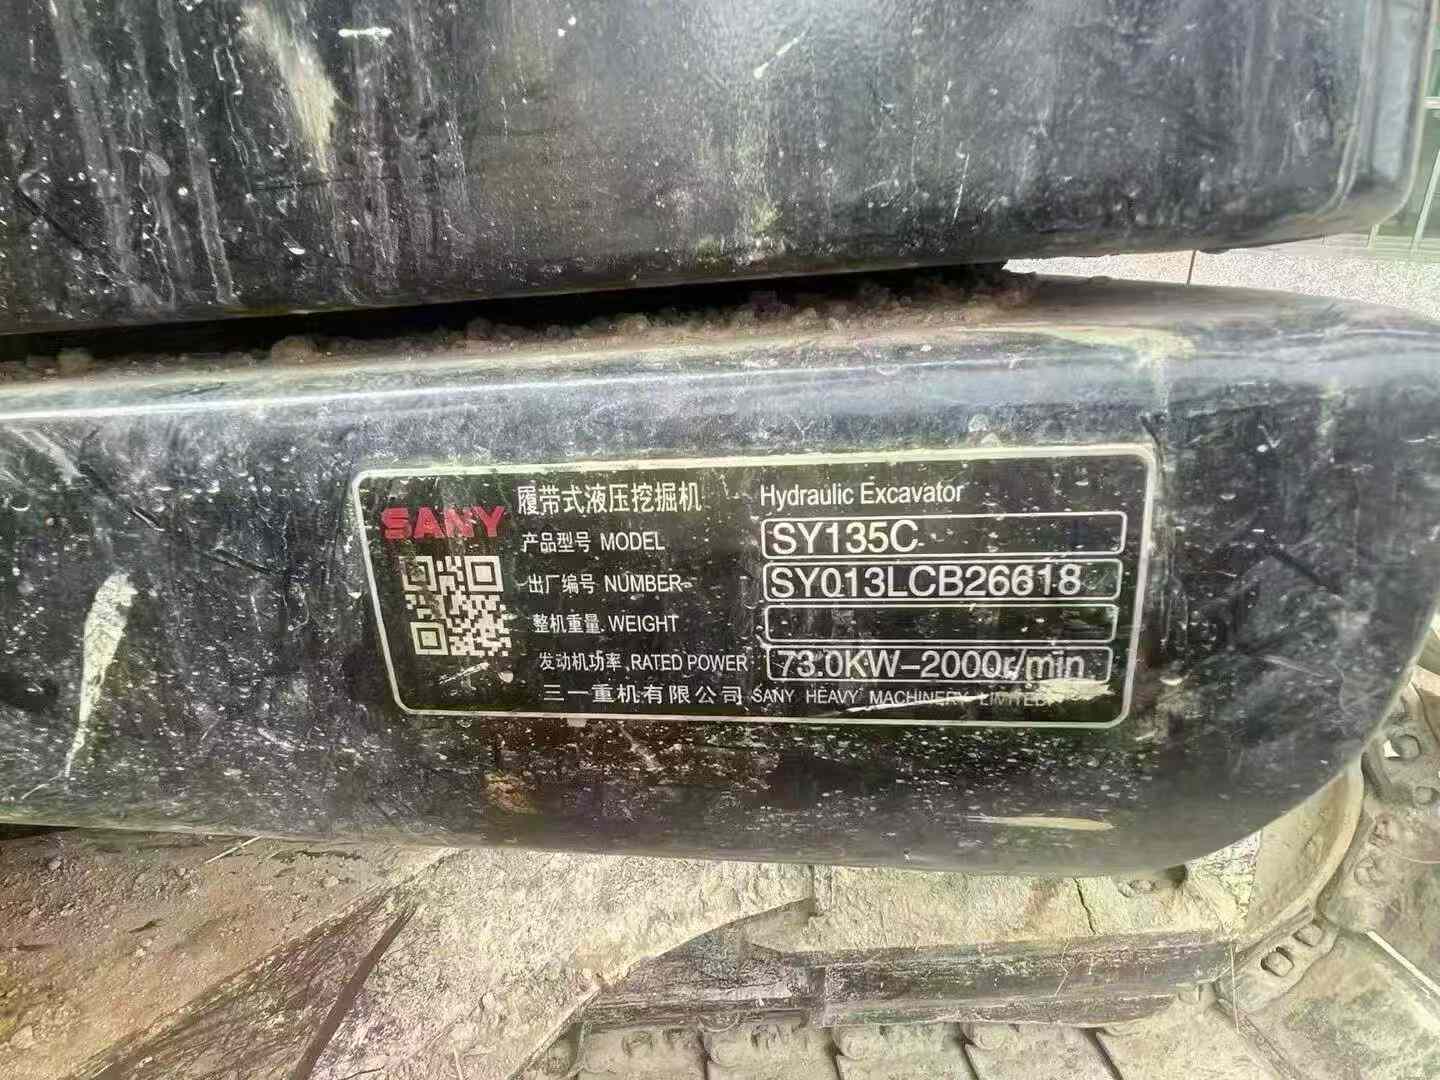 SANY
履带式液压挖掘机 Hydraulic Excavator
产品型号 MODEL SY135C
出厂编号 NUMBER SY013LCB26618
整机重量 WEIGHT
发动机功率 RATED POWER 73.0KW-2000r/min
三一重机有限公司 SANY HEAVY MACHINERY LIMITED